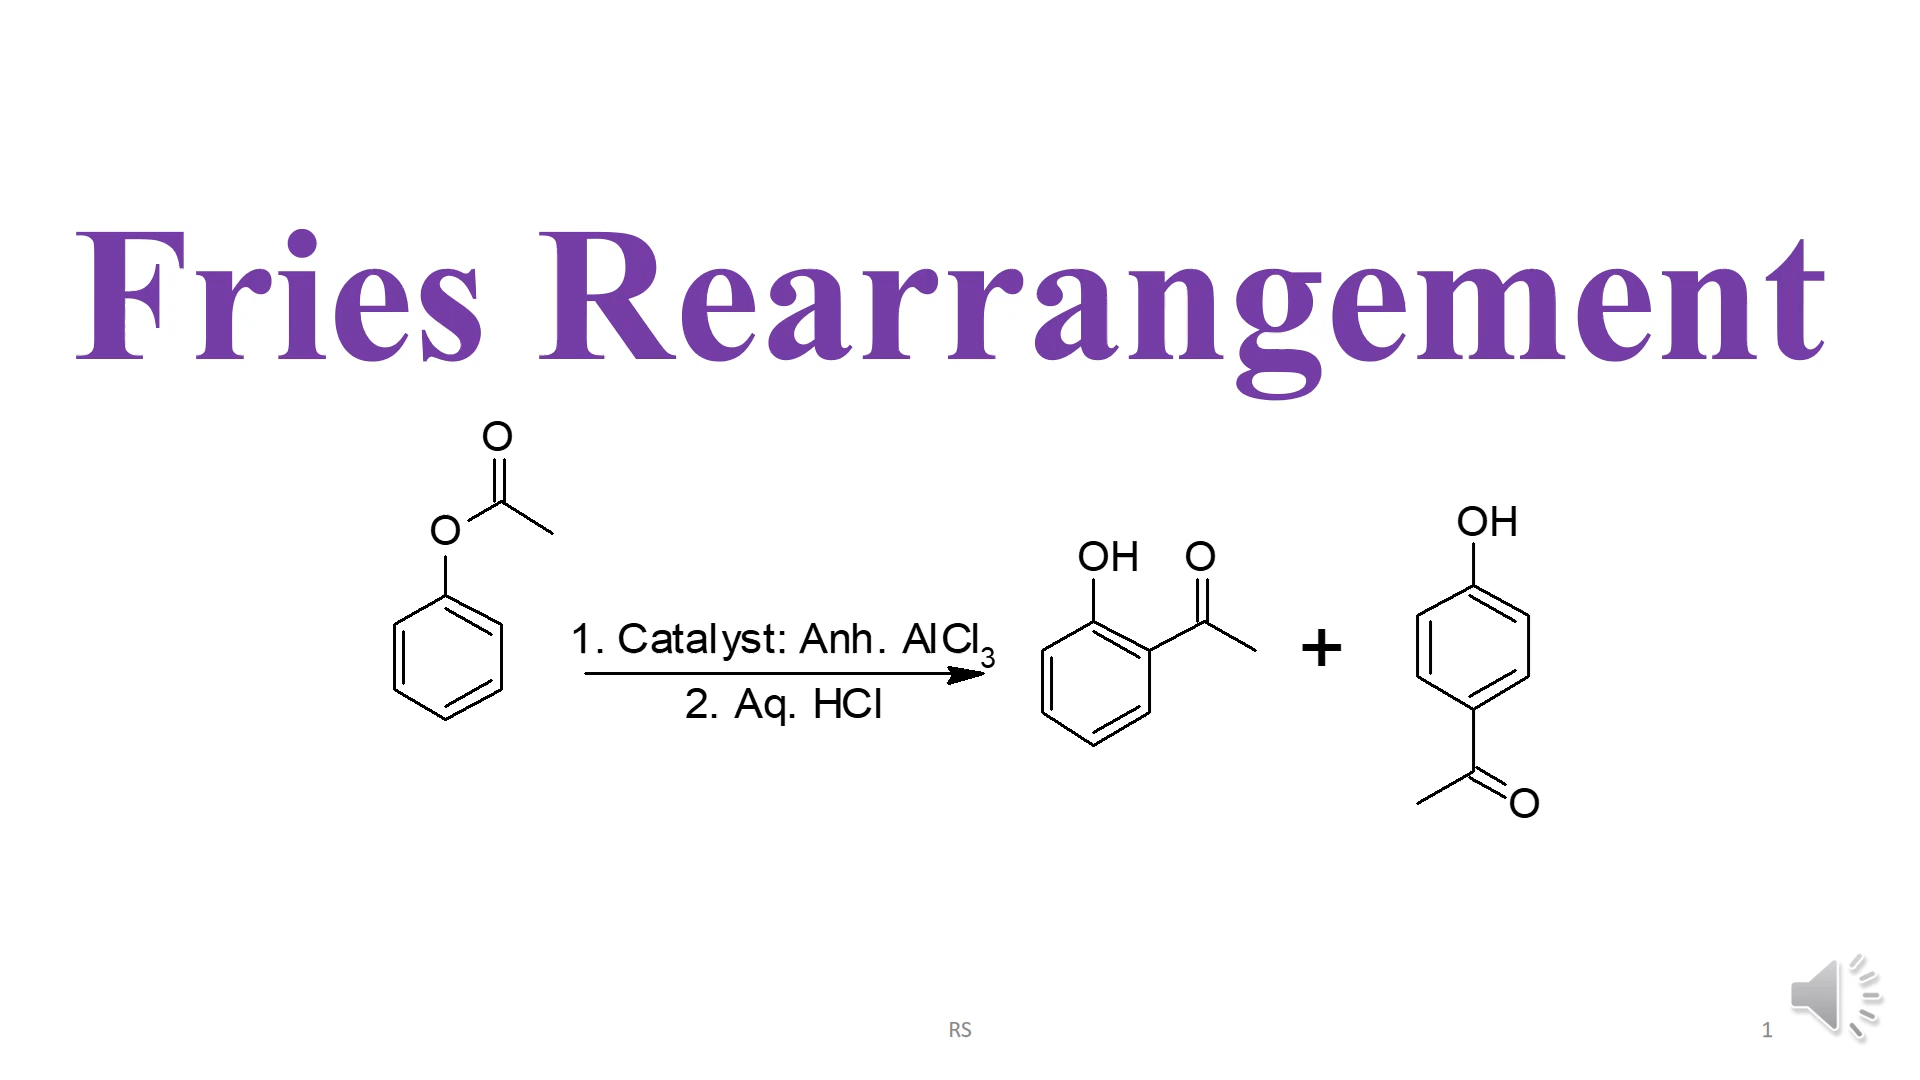 Fries Rearrangement
O
O
1. Catalyst: Anh. AlCl3
2. Aq. HCl
OH O
+
OH
O
RS
1